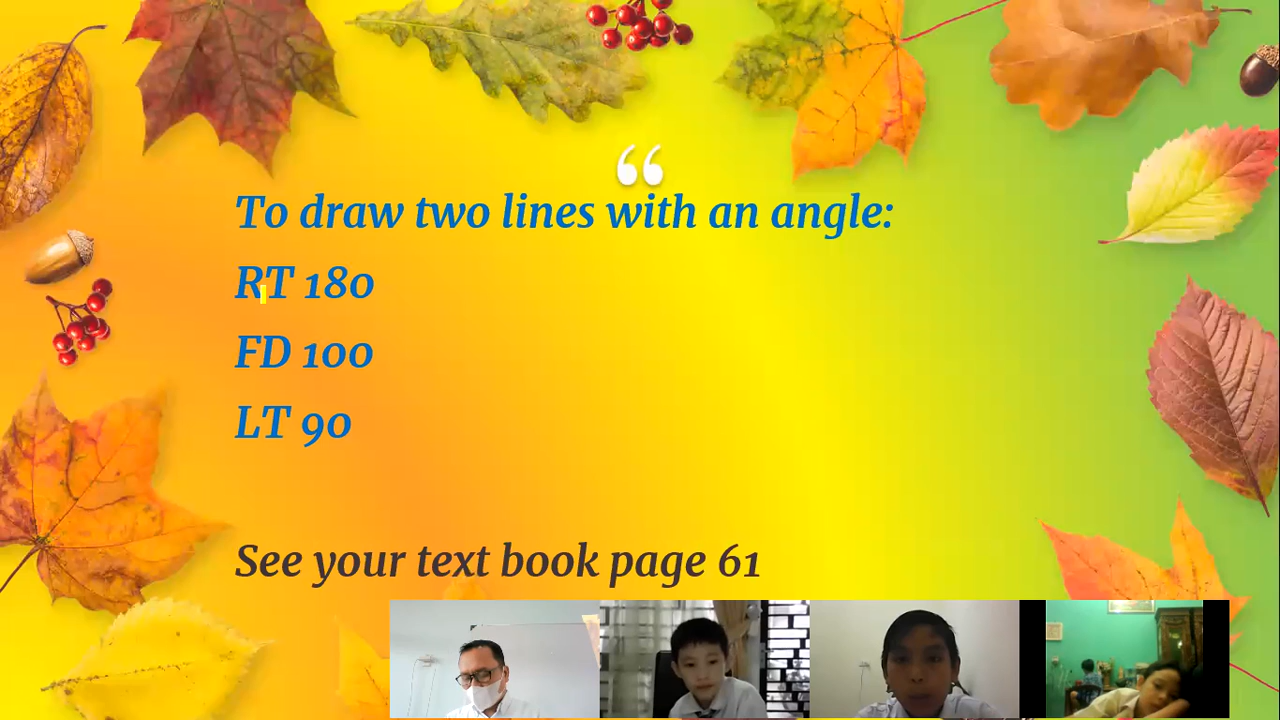 “
To draw two lines with an angle:
RT 180
FD 100
LT 90
See your text book page 61